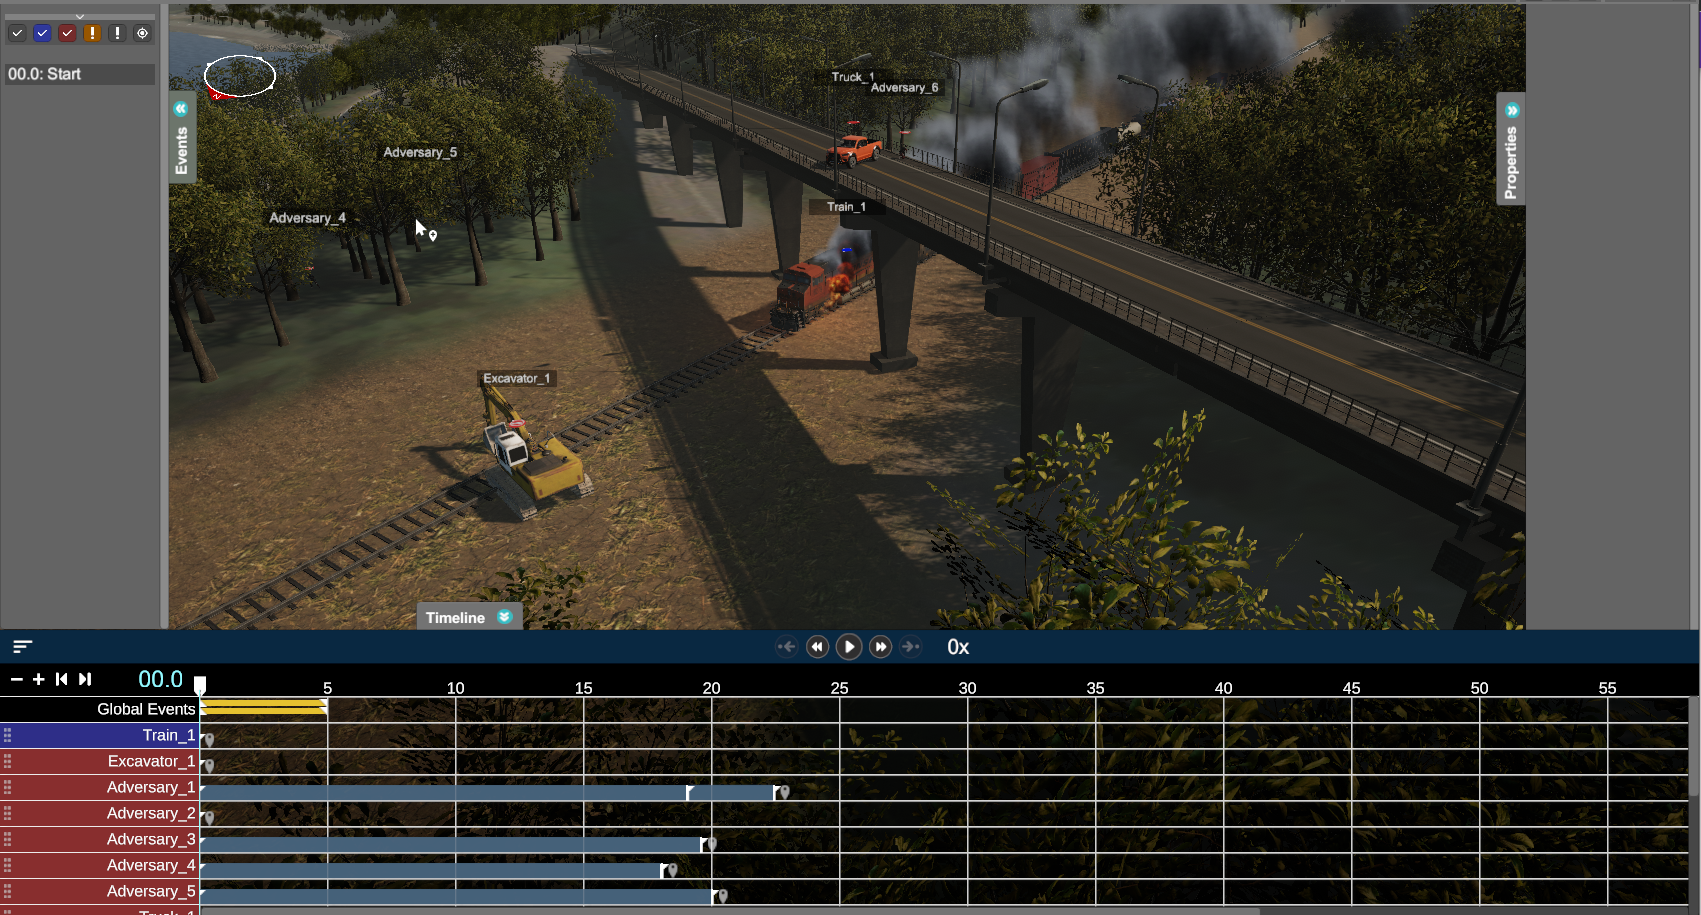 00.0: Start
Events
Properties
Truck_1
Adversary_6
Adversary_5
Train_1
Adversary_4
Excavator_1
Timeline
0x
00.0
5 10 15 20 25 30 35 40 45 50 55
Global Events
Train_1
Excavator_1
Adversary_1
Adversary_2
Adversary_3
Adversary_4
Adversary_5
Truck_1